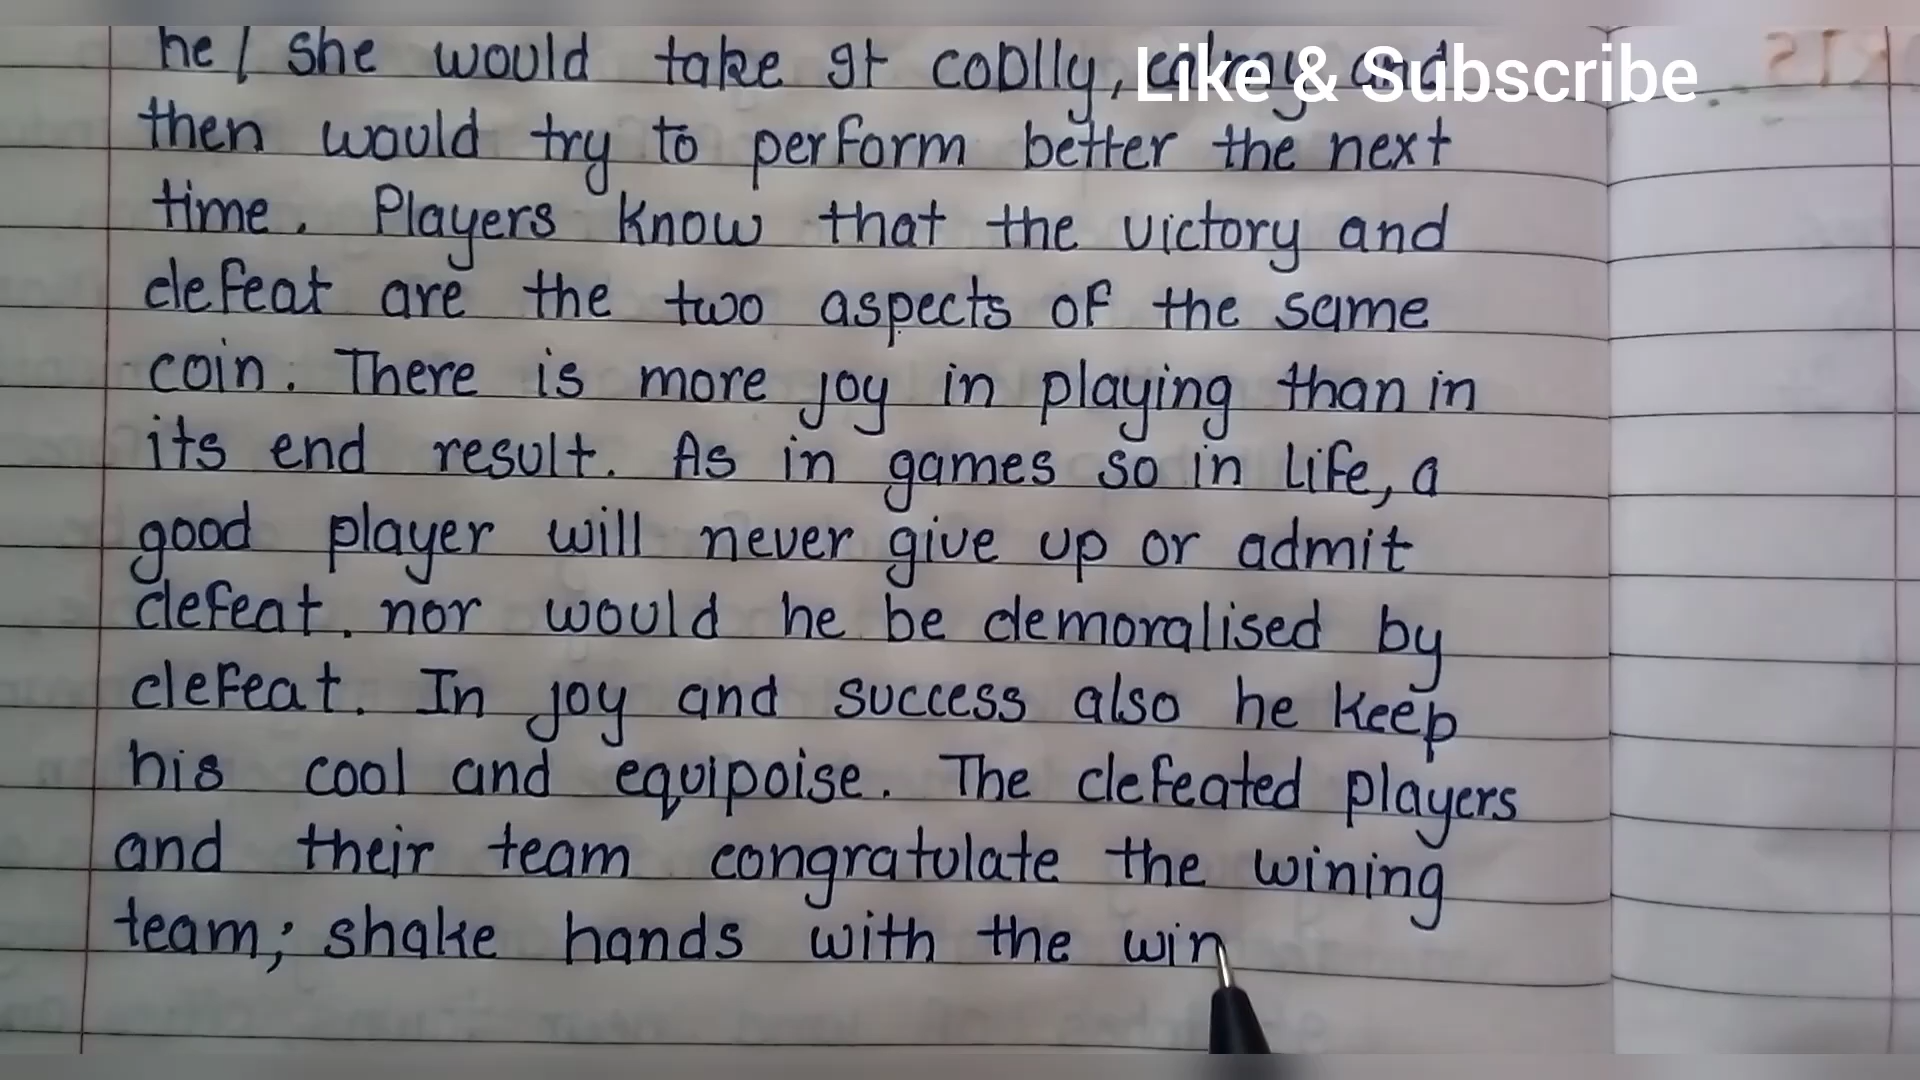 he/ she would take It coolly, calmly and
Like & Subscribe
then would try to perform better the next
time. Players know that the victory and
defeat are the two aspects of the same
coin. There is more joy in playing than in
its end result. As in games so in life, a
good player will never give up or admit
defeat. nor would he be demoralised by
defeat. In joy and success also he keep
his cool and equipoise. The defeated players
and their team congratulate the wining
team; shake hands with the win